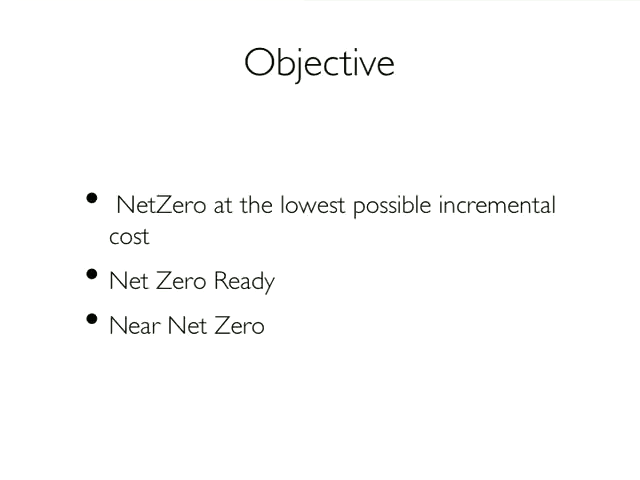 Objective
• NetZero at the lowest possible incremental
cost
• Net Zero Ready
• Near Net Zero